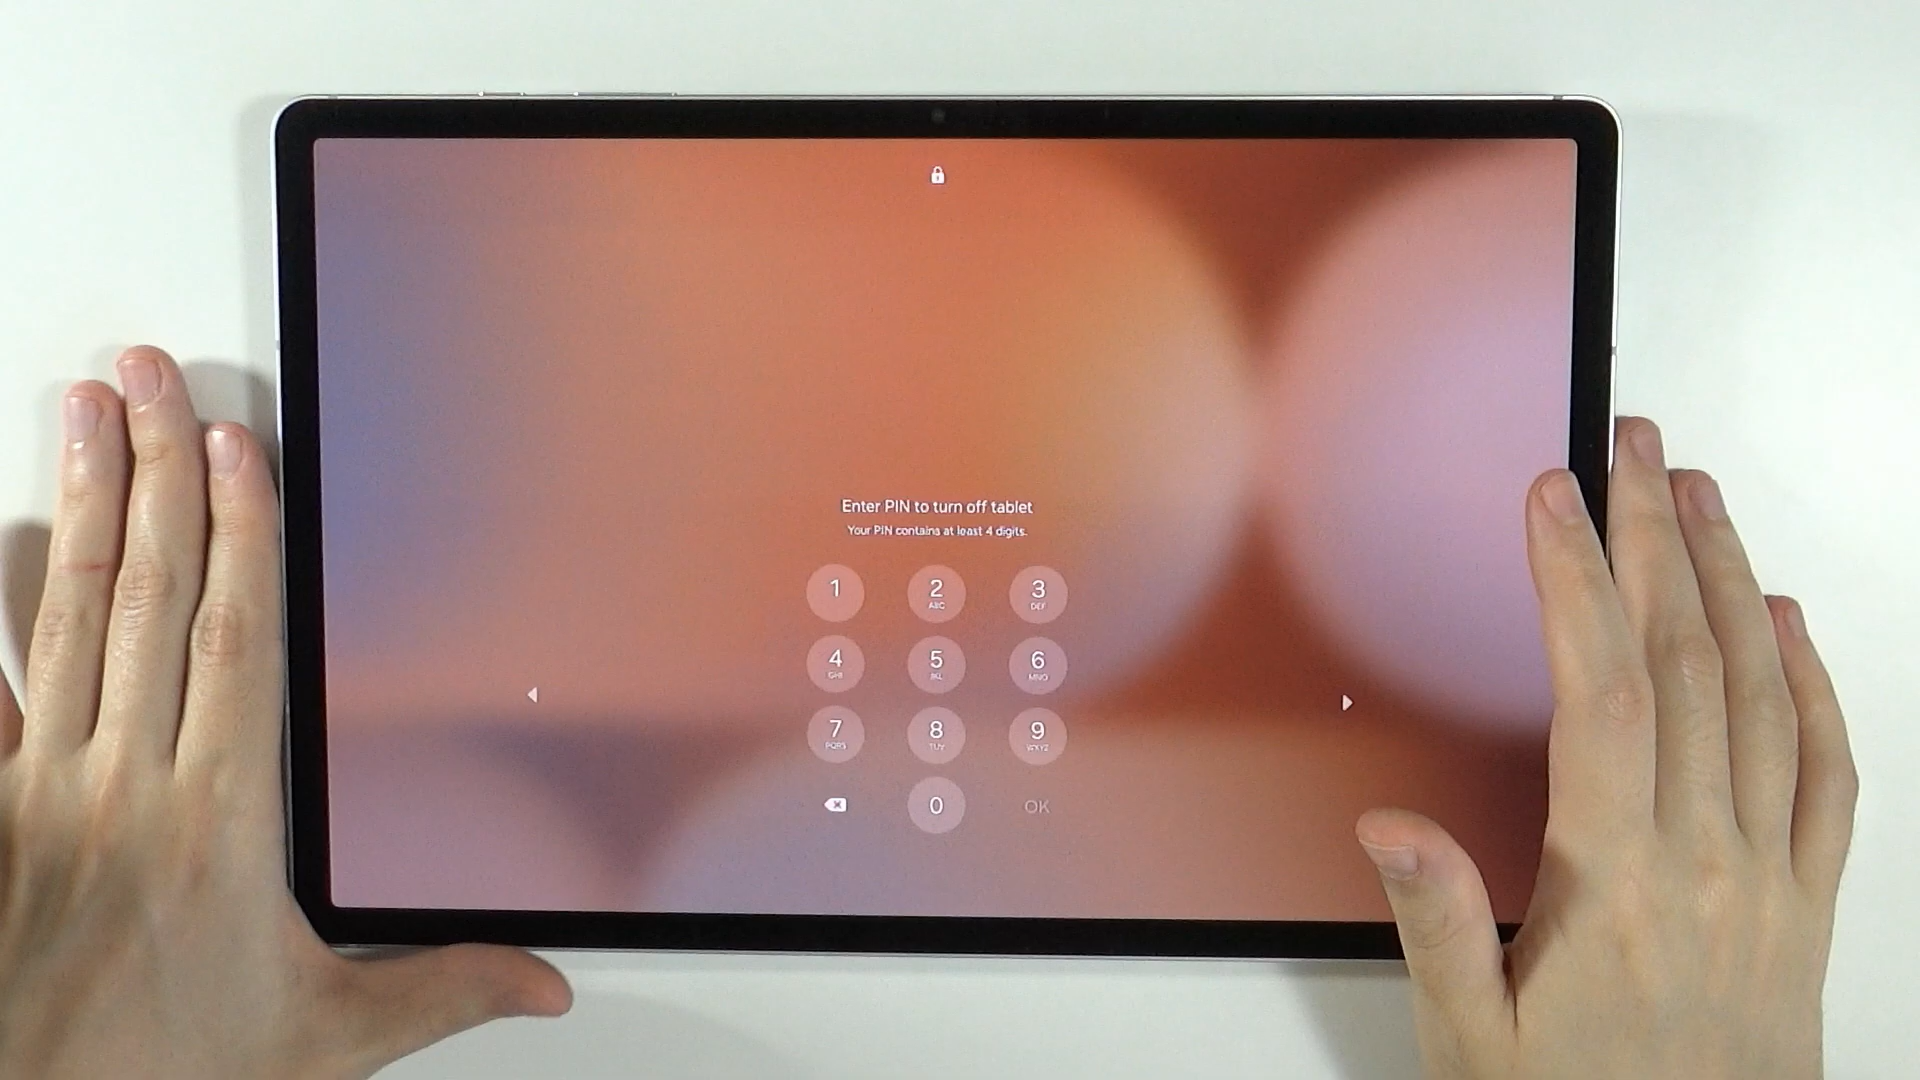 Enter PIN to turn off tablet
Your PIN contains at least 4 digits.
1 2 3
ABC DEF
4 5 6
GHI JKL MNO
7 8 9
PQRS TUV WXYZ
0 OK